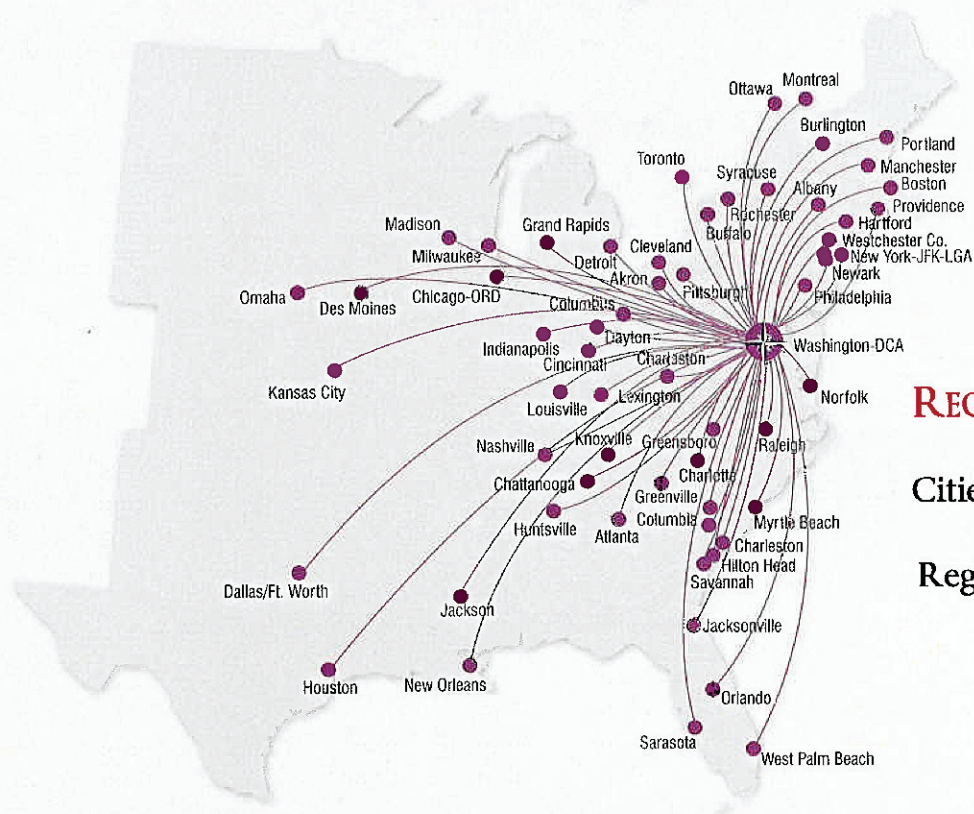 Ottawa
Montreal
Burlington
Portland
Toronto
Manchester
Syracuse
Albany
Boston
Rochester
Providence
Buffalo
Hartford
Madison
Grand Rapids
Westchester Co.
Milwaukee
Detroit
Cleveland
New York-JFK-LGA
Akron
Newark
Omaha
Des Moines
Chicago-ORD
Pittsburgh
Philadelphia
Columbus
Indianapolis
Dayton
Washington-DCA
Cincinnati
Charleston
Kansas City
Louisville
Lexington
Norfolk
Nashville
Knoxville
Greensboro
Raleigh
Chattanooga
Charlotte
Greenville
Huntsville
Atlanta
Columbia
Myrtle Beach
Charleston
Hilton Head
Savannah
Dallas/Ft. Worth
Jackson
Jacksonville
Houston
New Orleans
Orlando
Sarasota
West Palm Beach
REG
Citie
Reg